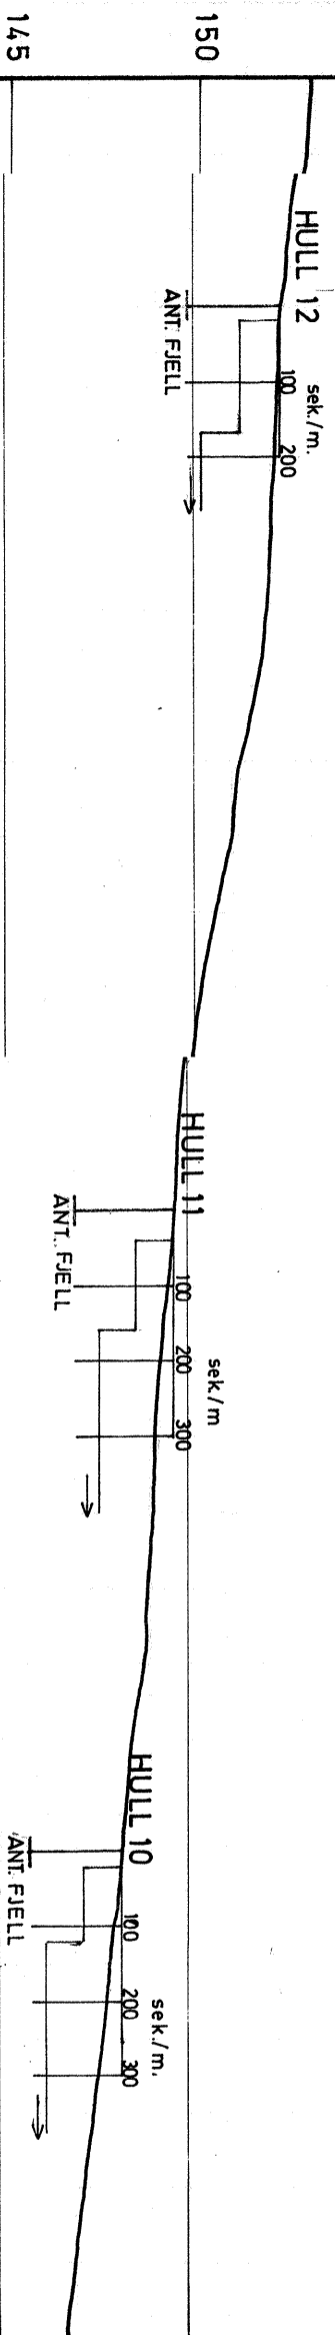 150
145
HULL 12
sek./m.
100
200
ANT. FJELL
HULL 11
sek./m
100
200
300
ANT. FJELL
HULL 10
sek./m.
100
200
300
ANT. FJELL